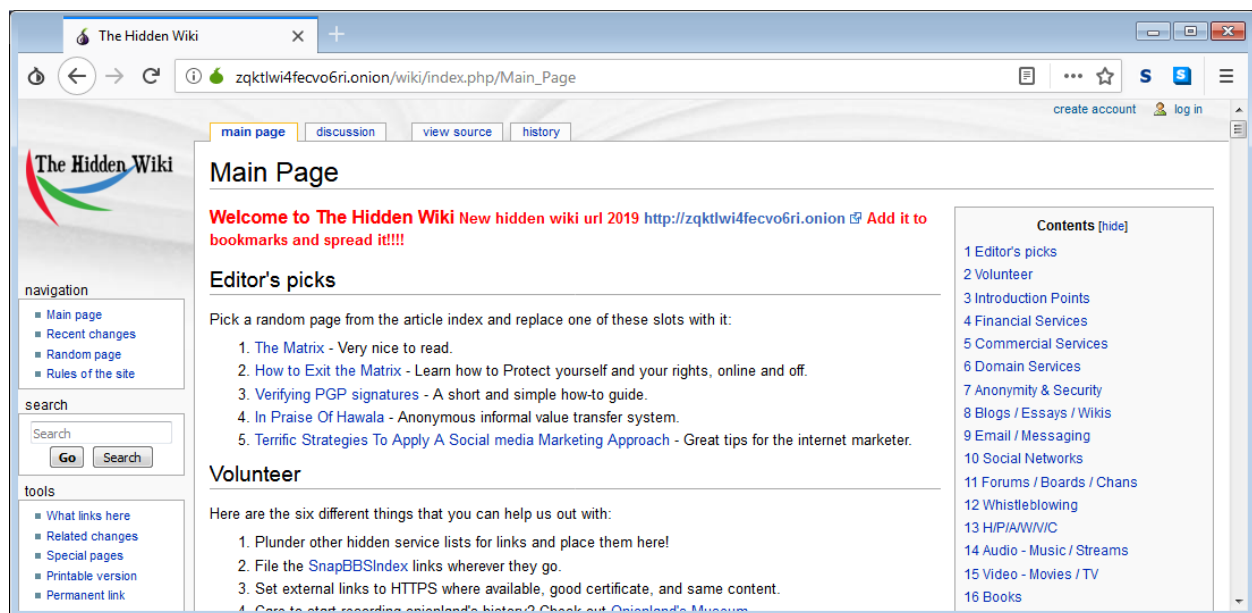 The Hidden Wiki
zqktlwi4fecvo6ri.onion/wiki/index.php/Main_Page
S S
create account log in
main page discussion view source history
The Hidden Wiki
Main Page
Welcome to The Hidden Wiki New hidden wiki url 2019 http://zqktlwi4fecvo6ri.onion Add it to
bookmarks and spread it!!!!
Editor's picks
Pick a random page from the article index and replace one of these slots with it:
1. The Matrix - Very nice to read.
2. How to Exit the Matrix - Learn how to Protect yourself and your rights, online and off.
3. Verifying PGP signatures - A short and simple how-to guide.
4. In Praise Of Hawala - Anonymous informal value transfer system.
5. Terrific Strategies To Apply A Social media Marketing Approach - Great tips for the internet marketer.
Volunteer
Here are the six different things that you can help us out with:
1. Plunder other hidden service lists for links and place them here!
2. File the SnapBBSIndex links wherever they go.
3. Set external links to HTTPS where available, good certificate, and same content.
4. Care to start recording onionland's history? Check out Onionland's Museum
navigation
Main page
Recent changes
Random page
Rules of the site
search
Search
Go Search
tools
What links here
Related changes
Special pages
Printable version
Permanent link
Contents [hide]
1 Editor's picks
2 Volunteer
3 Introduction Points
4 Financial Services
5 Commercial Services
6 Domain Services
7 Anonymity & Security
8 Blogs / Essays / Wikis
9 Email / Messaging
10 Social Networks
11 Forums / Boards / Chans
12 Whistleblowing
13 H/P/A/W/V/C
14 Audio - Music / Streams
15 Video - Movies / TV
16 Books